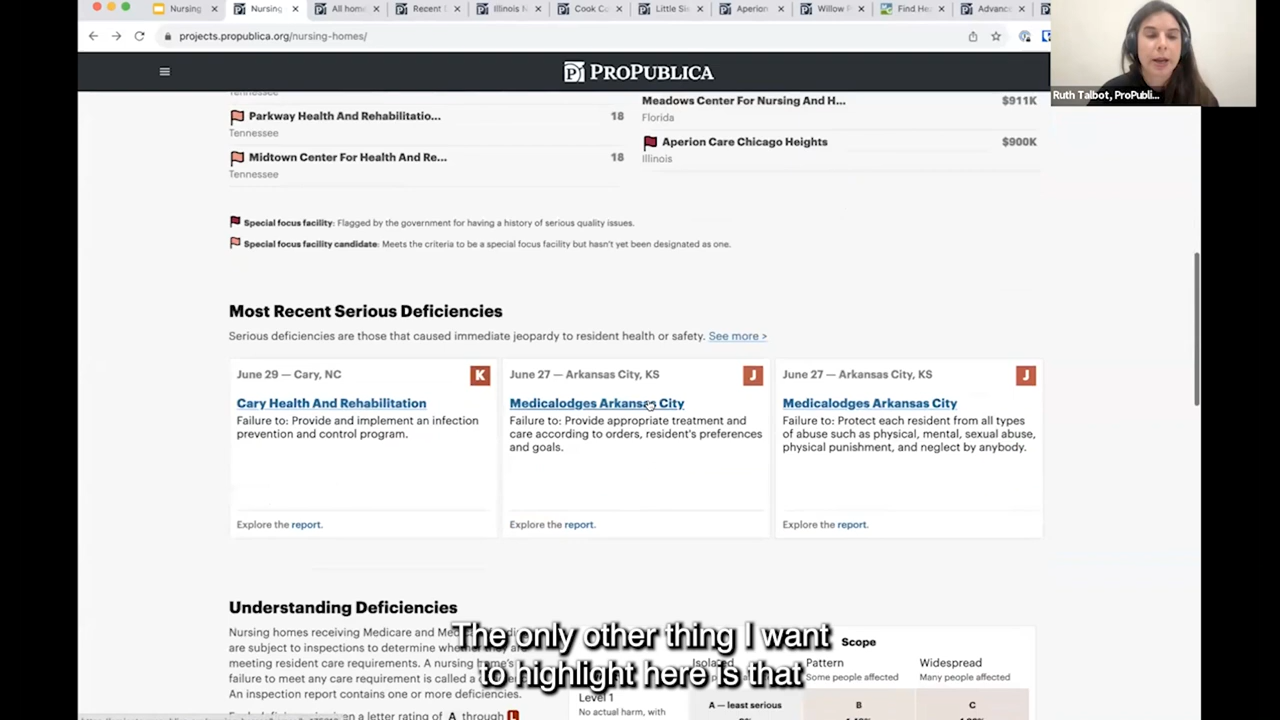 Nursing
Nursing
All hom
Recent
Illinois N
Cook Co
Little Sis
Aperion
Willow P
Find Hea
Advanc
projects.propublica.org/nursing-homes/
PROPUBLICA
Ruth Talbot, ProPubli...
Tennessee
Parkway Health And Rehabilitatio... 18
Tennessee
Midtown Center For Health And Re... 18
Tennessee
Meadows Center For Nursing And H... $911K
Florida
Aperion Care Chicago Heights $900K
Illinois
Special focus facility: Flagged by the government for having a history of serious quality issues.
Special focus facility candidate: Meets the criteria to be a special focus facility but hasn't yet been designated as one.
Most Recent Serious Deficiencies
Serious deficiencies are those that caused immediate jeopardy to resident health or safety. See more >
June 29 — Cary, NC K
Cary Health And Rehabilitation
Failure to: Provide and implement an infection
prevention and control program.
Explore the report.
June 27 — Arkansas City, KS J
Medicalodges Arkansas City
Failure to: Provide appropriate treatment and
care according to orders, resident's preferences
and goals.
Explore the report.
June 27 — Arkansas City, KS J
Medicalodges Arkansas City
Failure to: Protect each resident from all types
of abuse such as physical, mental, sexual abuse,
physical punishment, and neglect by anybody.
Explore the report.
Understanding Deficiencies
Nursing homes receiving Medicare and
are subject to inspections to determine
meeting resident care requirements. A nursing home's
failure to meet any care requirement is called a
An inspection report contains one or more deficiencies.
a letter rating of A through L
Scope
Isolated Pattern Widespread
Some people affected Many people affected
Level 1
No actual harm, with
A — least serious B C
The only other thing I want
to highlight here is that